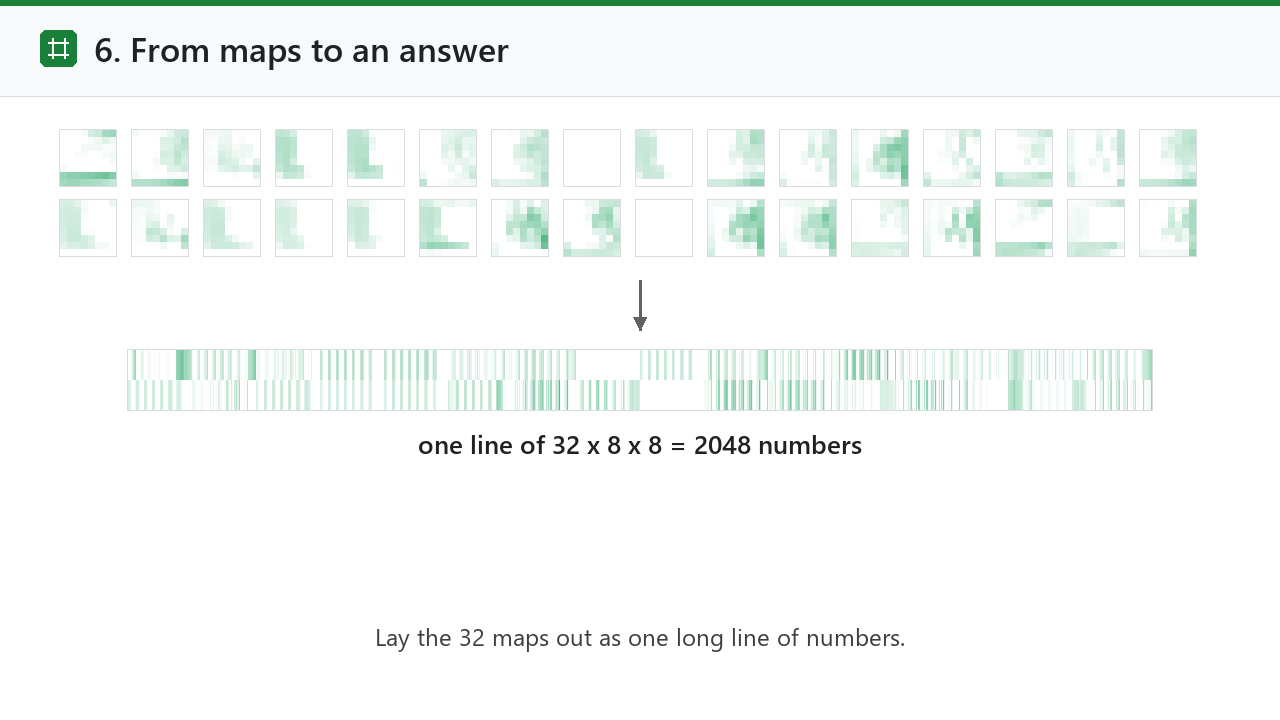 6. From maps to an answer
one line of 32 x 8 x 8 = 2048 numbers
Lay the 32 maps out as one long line of numbers.